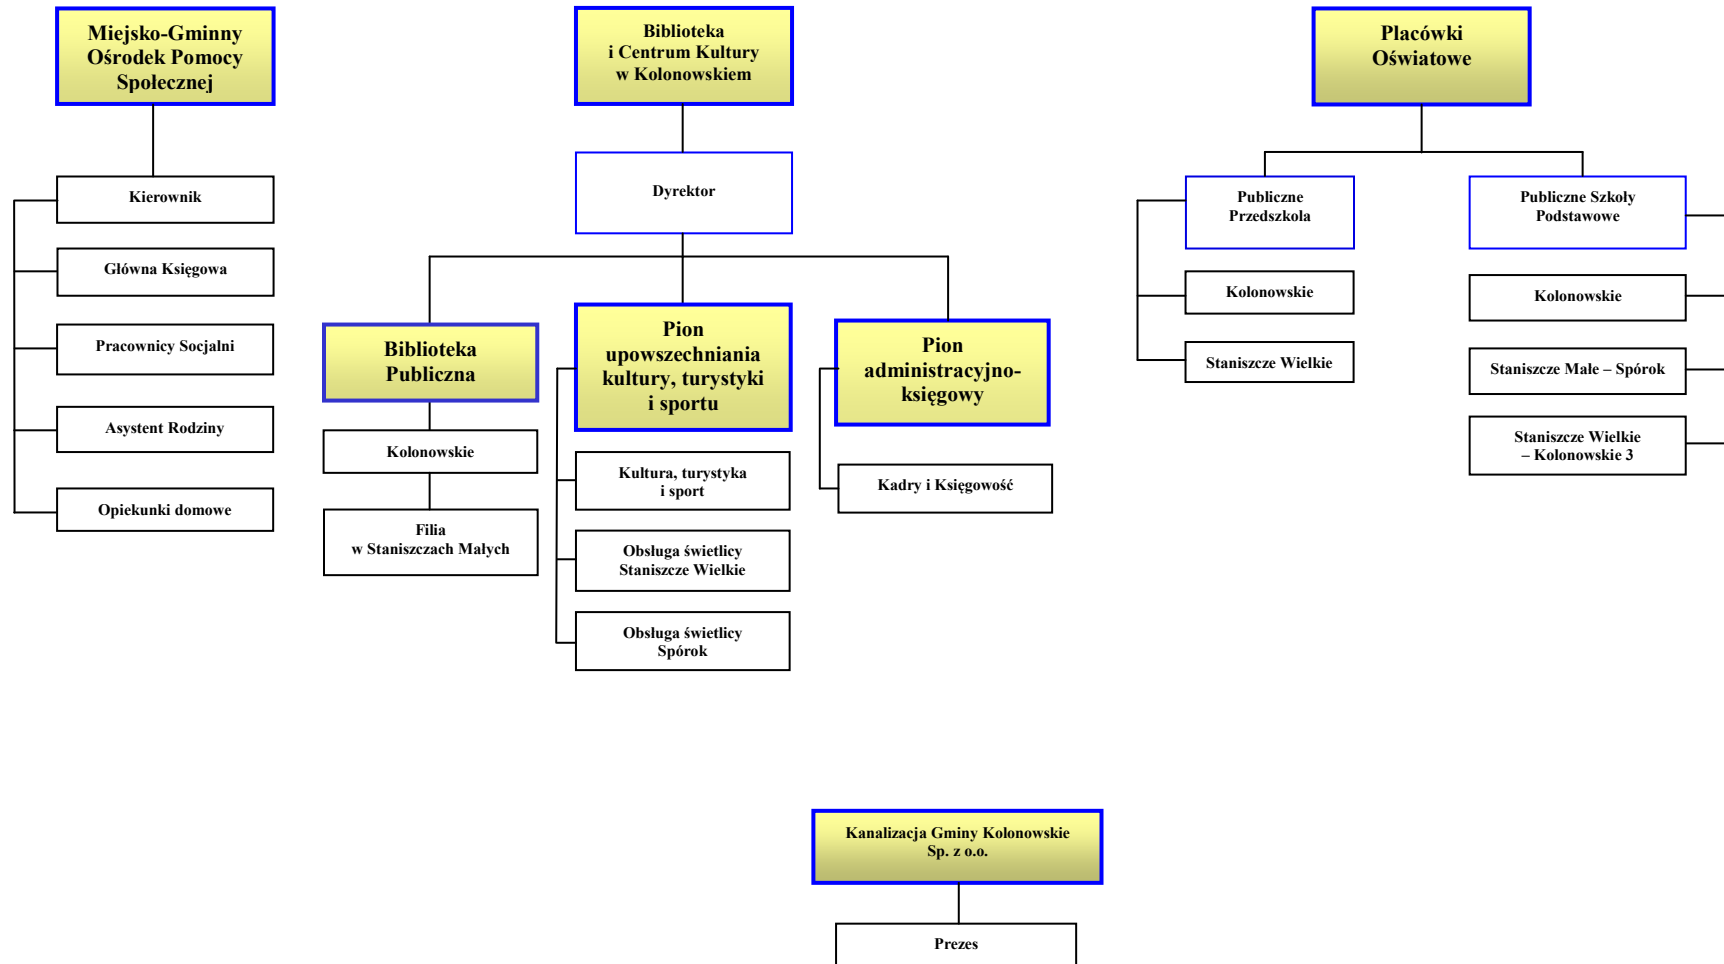 Miejsko-Gminny
Ośrodek Pomocy
Społecznej
Kierownik
Główna Księgowa
Pracownicy Socjalni
Asystent Rodziny
Opiekunki domowe
Biblioteka
i Centrum Kultury
w Kolonowskiem
Dyrektor
Biblioteka
Publiczna
Kolonowskie
Filia
w Staniszczach Małych
Pion
upowszechniania
kultury, turystyki
i sportu
Kultura, turystyka
i sport
Obsługa świetlicy
Staniszcze Wielkie
Obsługa świetlicy
Spórok
Pion
administracyjno-
księgowy
Kadry i Księgowość
Placówki
Oświatowe
Publiczne
Przedszkola
Kolonowskie
Staniszcze Wielkie
Publiczne Szkoły
Podstawowe
Kolonowskie
Staniszcze Małe – Spórok
Staniszcze Wielkie
– Kolonowskie 3
Kanalizacja Gminy Kolonowskie
Sp. z o.o.
Prezes